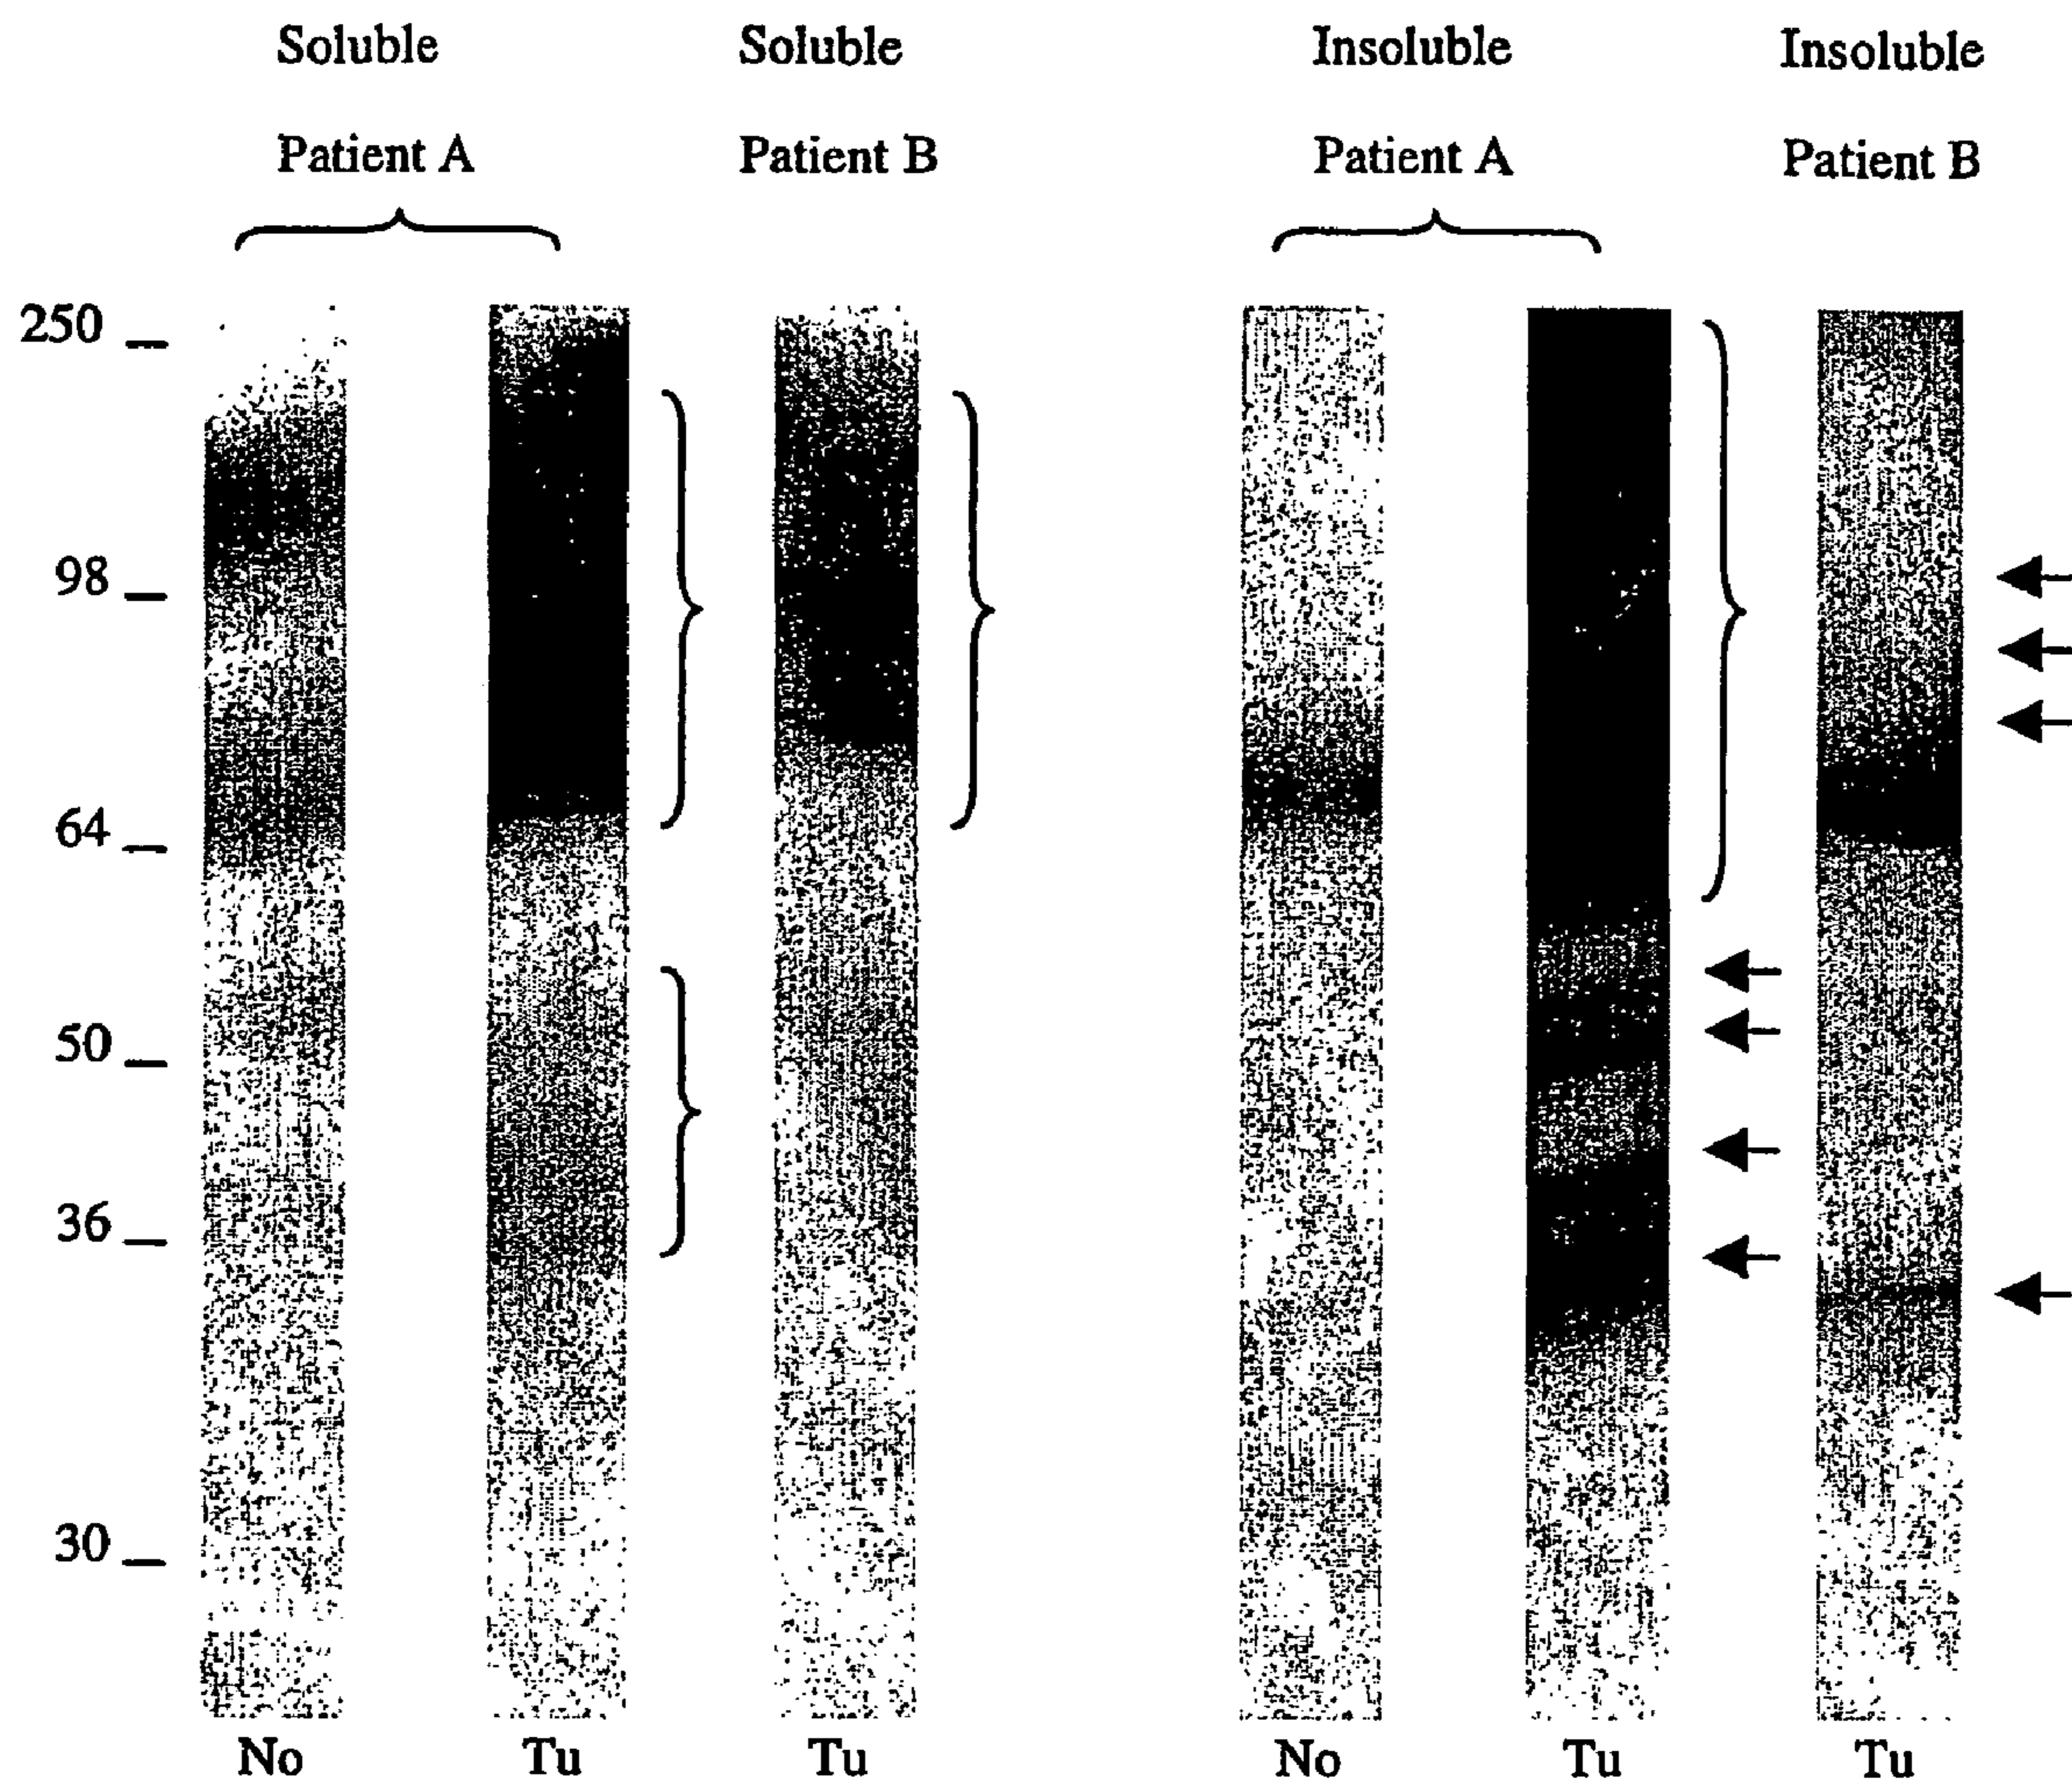 Soluble Soluble Insoluble Insoluble
Patient A Patient B Patient A Patient B
250
98
64
50
36
30
No Tu Tu No Tu Tu